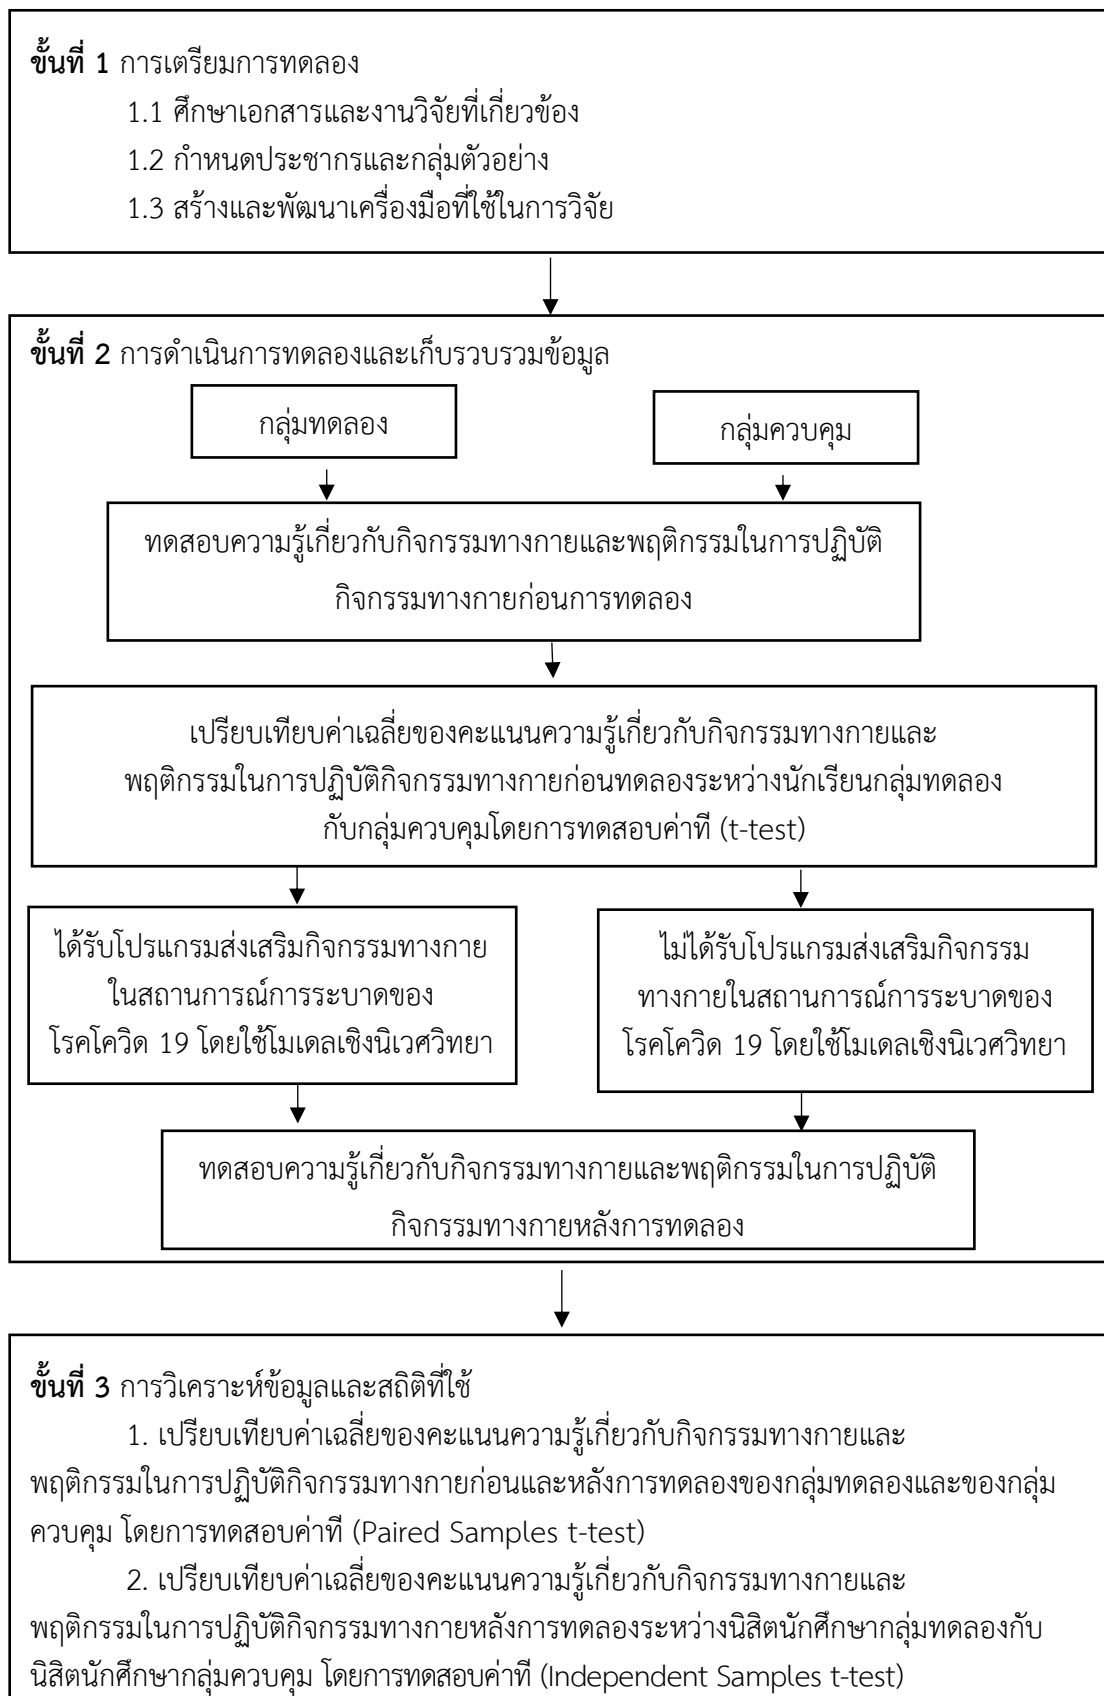 ขั้นที่ 1 การเตรียมการทดลอง
1.1 ศึกษาเอกสารและงานวิจัยที่เกี่ยวข้อง
1.2 กำหนดประชากรและกลุ่มตัวอย่าง
1.3 สร้างและพัฒนาเครื่องมือที่ใช้ในการวิจัย
ขั้นที่ 2 การดำเนินการทดลองและเก็บรวบรวมข้อมูล
กลุ่มทดลอง
กลุ่มควบคุม
ทดสอบความรู้เกี่ยวกับกิจกรรมทางกายและพฤติกรรมในการปฏิบัติ
กิจกรรมทางกายก่อนการทดลอง
เปรียบเทียบค่าเฉลี่ยของคะแนนความรู้เกี่ยวกับกิจกรรมทางกายและ
พฤติกรรมในการปฏิบัติกิจกรรมทางกายก่อนทดลองระหว่างนักเรียนกลุ่มทดลอง
กับกลุ่มควบคุมโดยการทดสอบค่าที (t-test)
ได้รับโปรแกรมส่งเสริมกิจกรรมทางกาย
ในสถานการณ์การระบาดของ
โรคโควิด 19 โดยใช้โมเดลเชิงนิเวศวิทยา
ไม่ได้รับโปรแกรมส่งเสริมกิจกรรม
ทางกายในสถานการณ์การระบาดของ
โรคโควิด 19 โดยใช้โมเดลเชิงนิเวศวิทยา
ทดสอบความรู้เกี่ยวกับกิจกรรมทางกายและพฤติกรรมในการปฏิบัติ
กิจกรรมทางกายหลังการทดลอง
ขั้นที่ 3 การวิเคราะห์ข้อมูลและสถิติที่ใช้
1. เปรียบเทียบค่าเฉลี่ยของคะแนนความรู้เกี่ยวกับกิจกรรมทางกายและ
พฤติกรรมในการปฏิบัติกิจกรรมทางกายก่อนและหลังการทดลองของกลุ่มทดลองและของกลุ่ม
ควบคุม โดยการทดสอบค่าที (Paired Samples t-test)
2. เปรียบเทียบค่าเฉลี่ยของคะแนนความรู้เกี่ยวกับกิจกรรมทางกายและ
พฤติกรรมในการปฏิบัติกิจกรรมทางกายหลังการทดลองระหว่างนิสิตนักศึกษากลุ่มทดลองกับ
นิสิตนักศึกษากลุ่มควบคุม โดยการทดสอบค่าที (Independent Samples t-test)